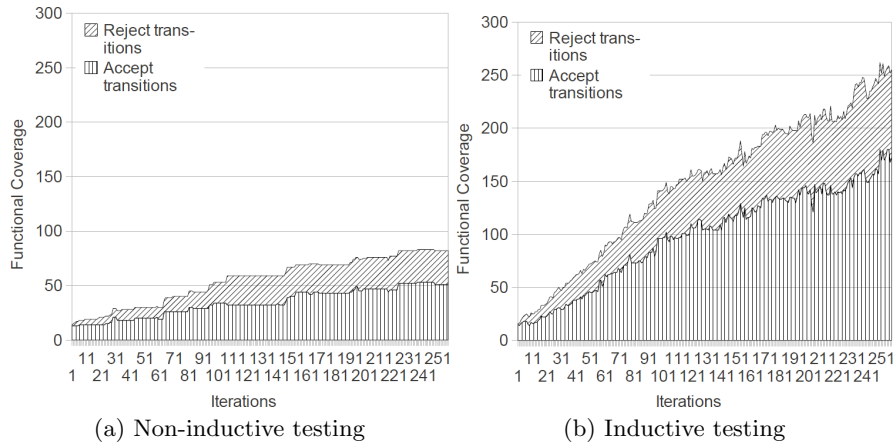 300
250
200
150
100
50
0
Functional Coverage
Reject trans-
itions
Accept
transitions
11 31 51 71 91 111 131 151 171 191 211 231 251
1 21 41 61 81 101 121 141 161 181 201 221 241
Iterations
(a) Non-inductive testing
300
250
200
150
100
50
0
Functional Coverage
Reject trans-
itions
Accept
transitions
11 31 51 71 91 111 131 151 171 191 211 231 251
1 21 41 61 81 101 121 141 161 181 201 221 241
Iterations
(b) Inductive testing